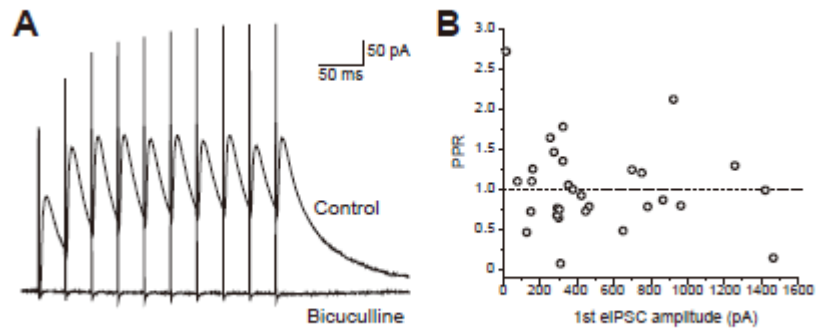 A
50 pA
50 ms
Control
Bicuculline
B
PPR
3.0
2.5
2.0
1.5
1.0
0.5
0
0 200 400 600 800 1000 1200 1400 1600
1st eIPSC amplitude (pA)